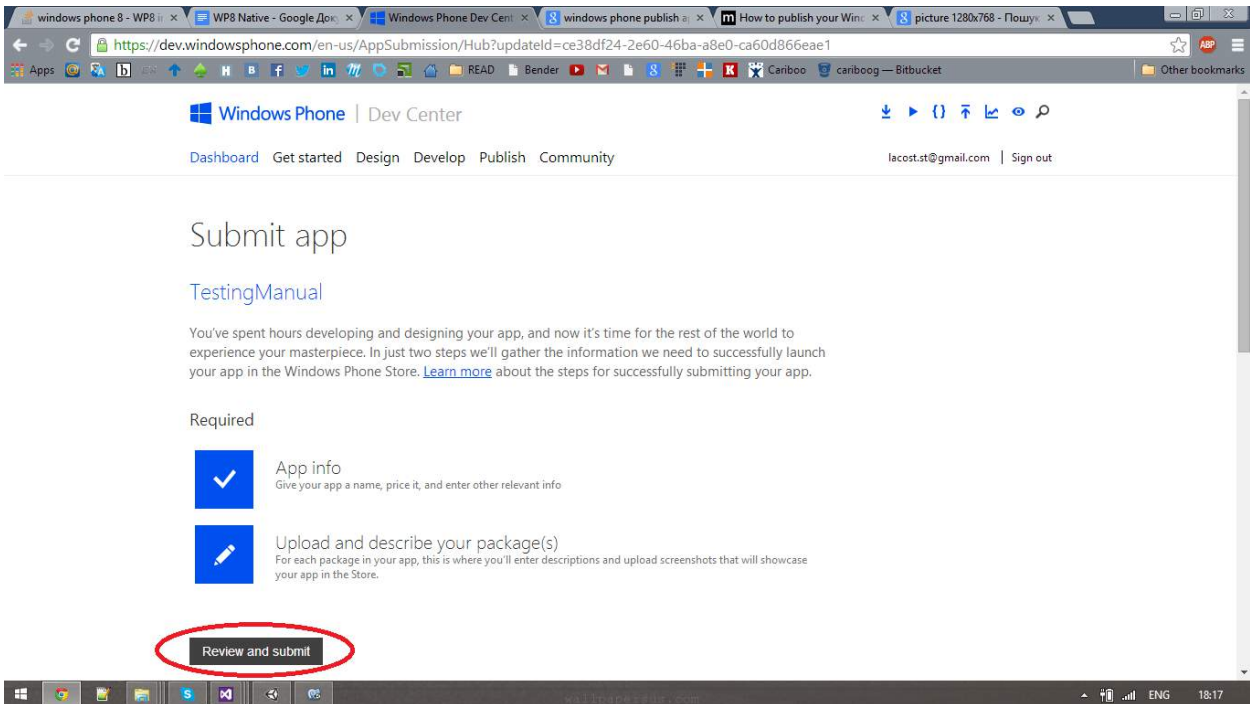 windows phone 8 - WP8 i
WP8 Native - Google Док
Windows Phone Dev Cent
windows phone publish a
How to publish your Winc
picture 1280x768 - Пошук
https://dev.windowsphone.com/en-us/AppSubmission/Hub?updateId=ce38df24-2e60-46ba-a8e0-ca60d866eae1
ABP
Apps
READ
Bender
Cariboo
cariboog — Bitbucket
Other bookmarks
Windows Phone | Dev Center
Dashboard Get started Design Develop Publish Community
lacost.st@gmail.com | Sign out
Submit app
TestingManual
You've spent hours developing and designing your app, and now it's time for the rest of the world to
experience your masterpiece. In just two steps we'll gather the information we need to successfully launch
your app in the Windows Phone Store. Learn more about the steps for successfully submitting your app.
Required
App info
Give your app a name, price it, and enter other relevant info
Upload and describe your package(s)
For each package in your app, this is where you'll enter descriptions and upload screenshots that will showcase
your app in the Store.
Review and submit
ENG 18:17